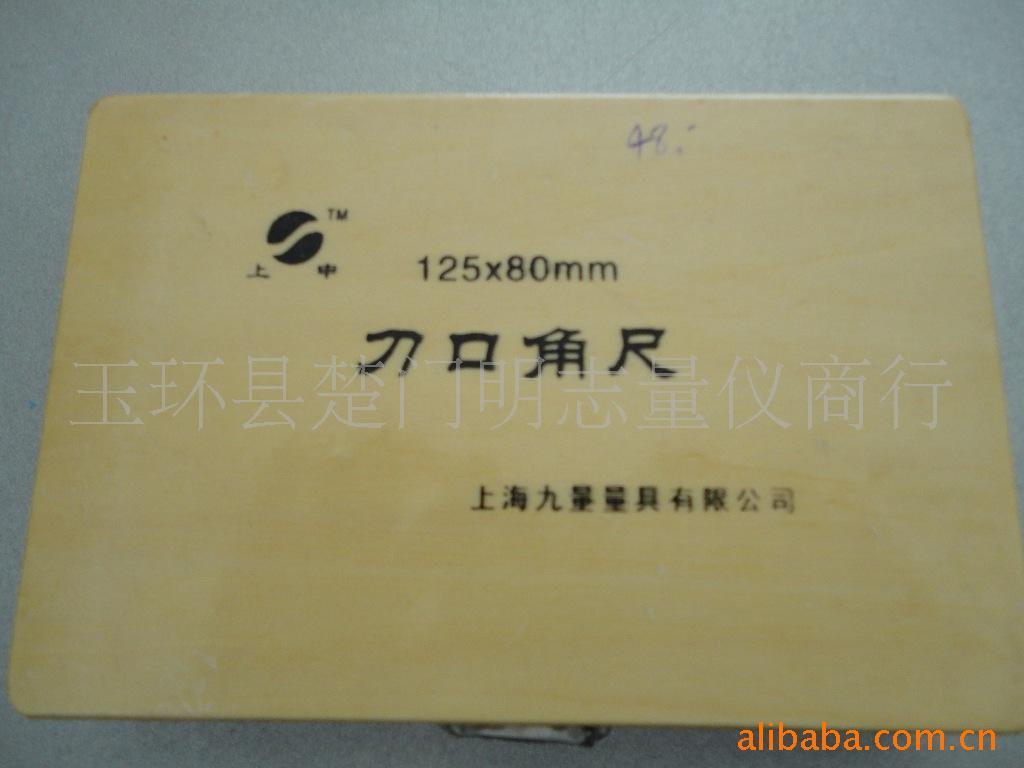 48.-
TM
上申
125x80mm
刀口角尺
玉环县楚门明志量仪商行
上海九量量具有限公司
alibaba.com.cn